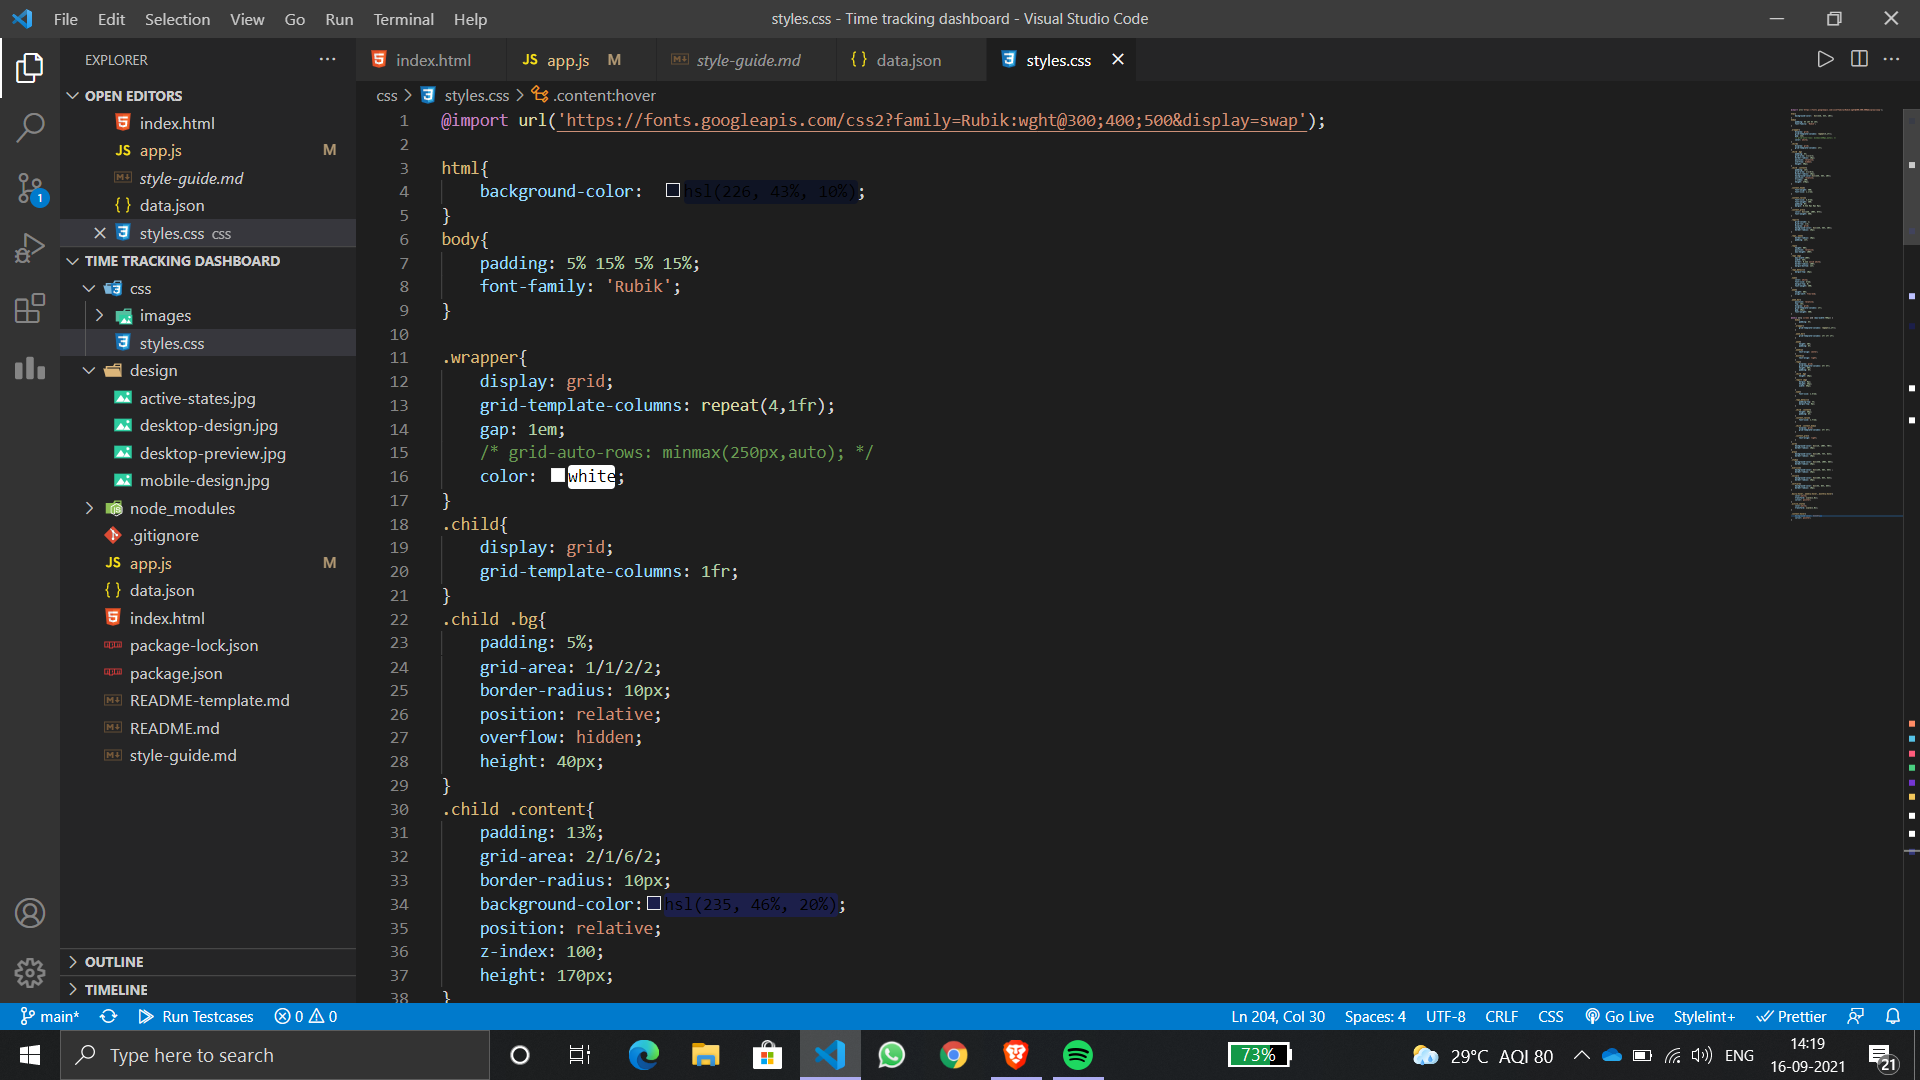 File Edit Selection View Go Run Terminal Help
styles.css - Time tracking dashboard - Visual Studio Code
EXPLORER
OPEN EDITORS
index.html
JS app.js M
style-guide.md
{} data.json
styles.css css
TIME TRACKING DASHBOARD
css
images
styles.css
design
active-states.jpg
desktop-design.jpg
desktop-preview.jpg
mobile-design.jpg
node_modules
.gitignore
JS app.js M
{} data.json
index.html
package-lock.json
package.json
README-template.md
README.md
style-guide.md
OUTLINE
TIMELINE
1
index.html JS app.js M style-guide.md {} data.json styles.css
css > styles.css > .content:hover
1 @import url('https://fonts.googleapis.com/css2?family=Rubik:wght@300;400;500&display=swap');
2
3 html{
4 background-color: hsl(226, 43%, 10%);
5 }
6 body{
7 padding: 5% 15% 5% 15%;
8 font-family: 'Rubik';
9 }
10
11 .wrapper{
12 display: grid;
13 grid-template-columns: repeat(4,1fr);
14 gap: 1em;
15 /* grid-auto-rows: minmax(250px,auto); */
16 color: white;
17 }
18 .child{
19 display: grid;
20 grid-template-columns: 1fr;
21 }
22 .child .bg{
23 padding: 5%;
24 grid-area: 1/1/2/2;
25 border-radius: 10px;
26 position: relative;
27 overflow: hidden;
28 height: 40px;
29 }
30 .child .content{
31 padding: 13%;
32 grid-area: 2/1/6/2;
33 border-radius: 10px;
34 background-color: hsl(235, 46%, 20%);
35 position: relative;
36 z-index: 100;
37 height: 170px;
38 }
main* Run Testcases 0 0
Ln 204, Col 30 Spaces: 4 UTF-8 CRLF CSS Go Live Stylelint+ Prettier
Type here to search
73%
29°C AQI 80 ENG
14:19
16-09-2021
21